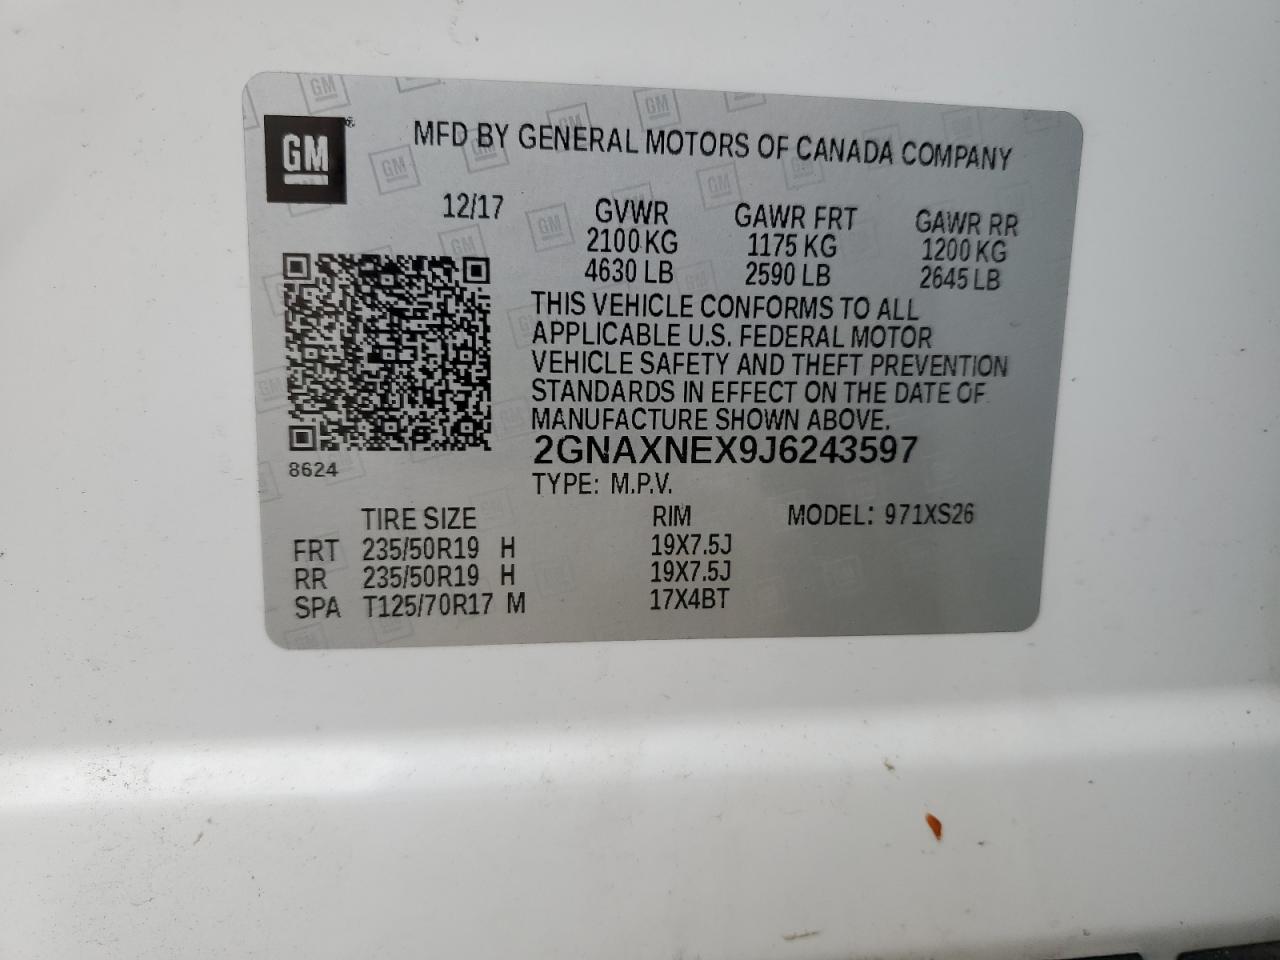 GM ®
MFD BY GENERAL MOTORS OF CANADA COMPANY
12/17 GVWR GAWR FRT GAWR RR
2100 KG 1175 KG 1200 KG
4630 LB 2590 LB 2645 LB
THIS VEHICLE CONFORMS TO ALL
APPLICABLE U.S. FEDERAL MOTOR
VEHICLE SAFETY AND THEFT PREVENTION
STANDARDS IN EFFECT ON THE DATE OF
MANUFACTURE SHOWN ABOVE.
2GNAXNEX9J6243597
8624
TYPE: M.P.V.
TIRE SIZE RIM MODEL: 971XS26
FRT 235/50R19 H 19X7.5J
RR 235/50R19 H 19X7.5J
SPA T125/70R17 M 17X4BT